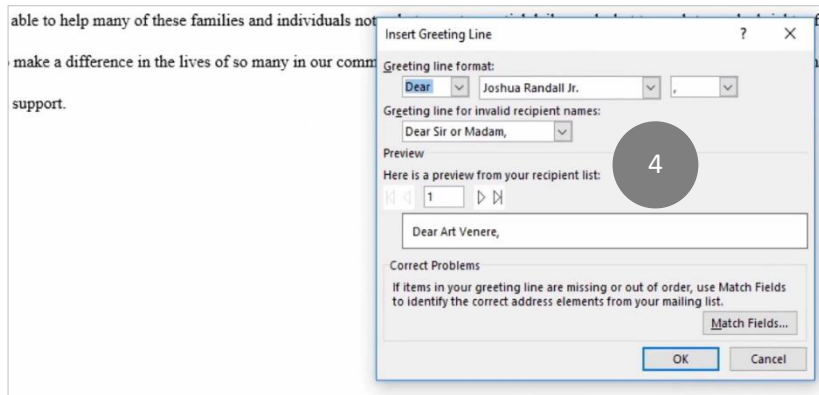 able to help many of these families and individuals not
Insert Greeting Line ? X
make a difference in the lives of so many in our comm
Greeting line format:
Dear Joshua Randall Jr. ,
support.
Greeting line for invalid recipient names:
Dear Sir or Madam,
Preview
4
Here is a preview from your recipient list:
1
Dear Art Venere,
Correct Problems
If items in your greeting line are missing or out of order, use Match Fields
to identify the correct address elements from your mailing list.
Match Fields...
OK Cancel